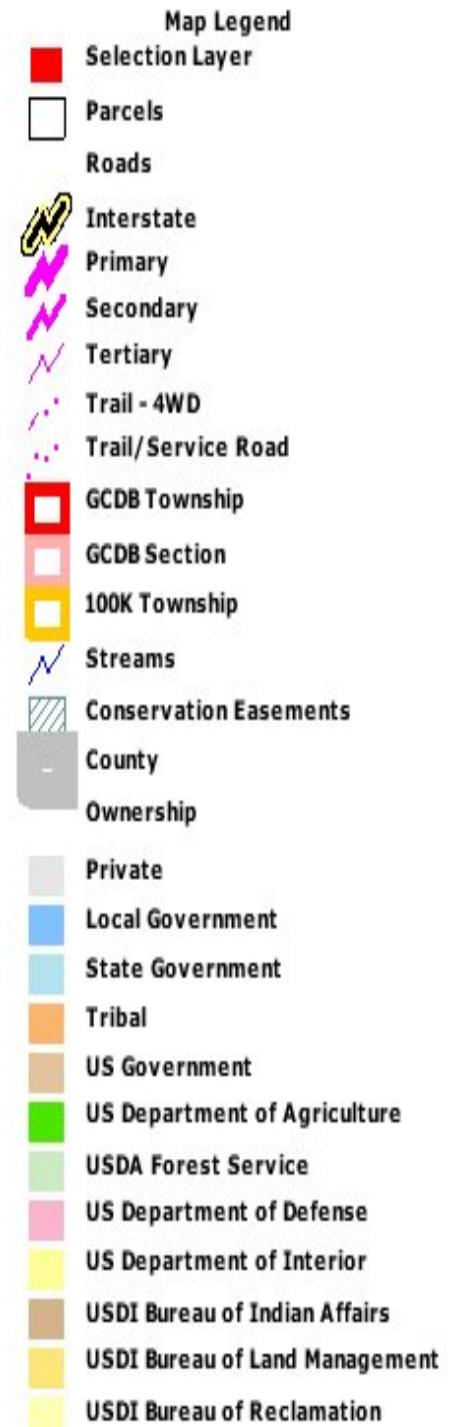 Map Legend
Selection Layer
Parcels
Roads
Interstate
Primary
Secondary
Tertiary
Trail - 4WD
Trail/Service Road
GCDB Township
GCDB Section
100K Township
Streams
Conservation Easements
County
Ownership
Private
Local Government
State Government
Tribal
US Government
US Department of Agriculture
USDA Forest Service
US Department of Defense
US Department of Interior
USDI Bureau of Indian Affairs
USDI Bureau of Land Management
USDI Bureau of Reclamation